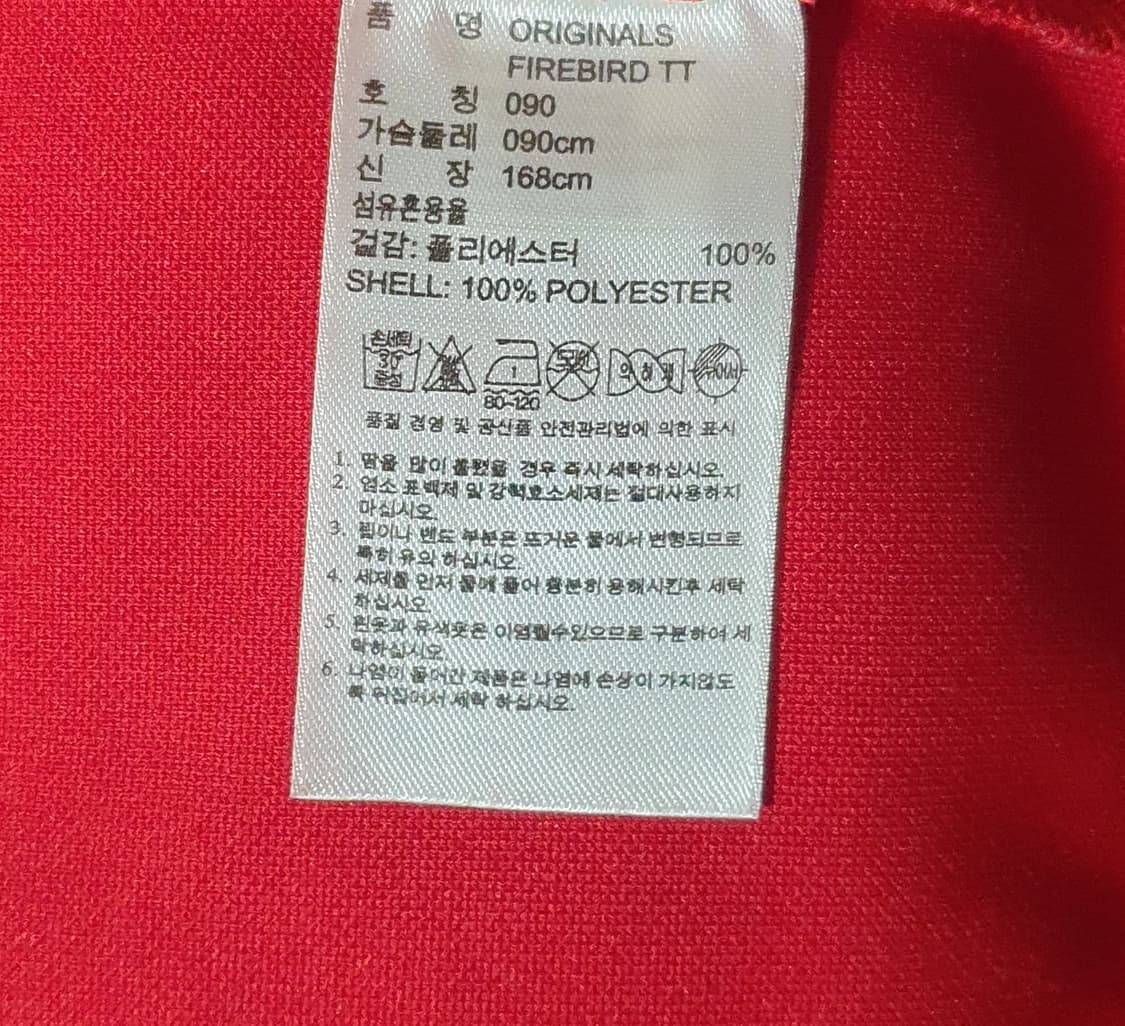 품 명 ORIGINALS
FIREBIRD TT
호 칭 090
가슴둘레 090cm
신 장 168cm
섬유혼용율
겉감: 폴리에스터 100%
SHELL: 100% POLYESTER
손세탁
30
중성
1
80~120
품질 경영 및 공산품 안전관리법에 의한 표시
1. 땀을 많이 흘렸을 경우 즉시 세탁하십시오.
2. 염소 표백제 및 강력효소세제는 절대사용하지
마십시오.
3. 찝이나 밴드 부분은 뜨거운 물에서 변형되므로
특히 유의 하십시오.
4. 세제를 먼저 물에 풀어 충분히 용해시킨후 세탁
하십시오.
5. 흰옷과 유색옷은 이염될수있으므로 구분하여 세
탁하십시오.
6. 나염이 들어간 제품은 나염에 손상이 가지않도
록 뒤집어서 세탁 하십시오.